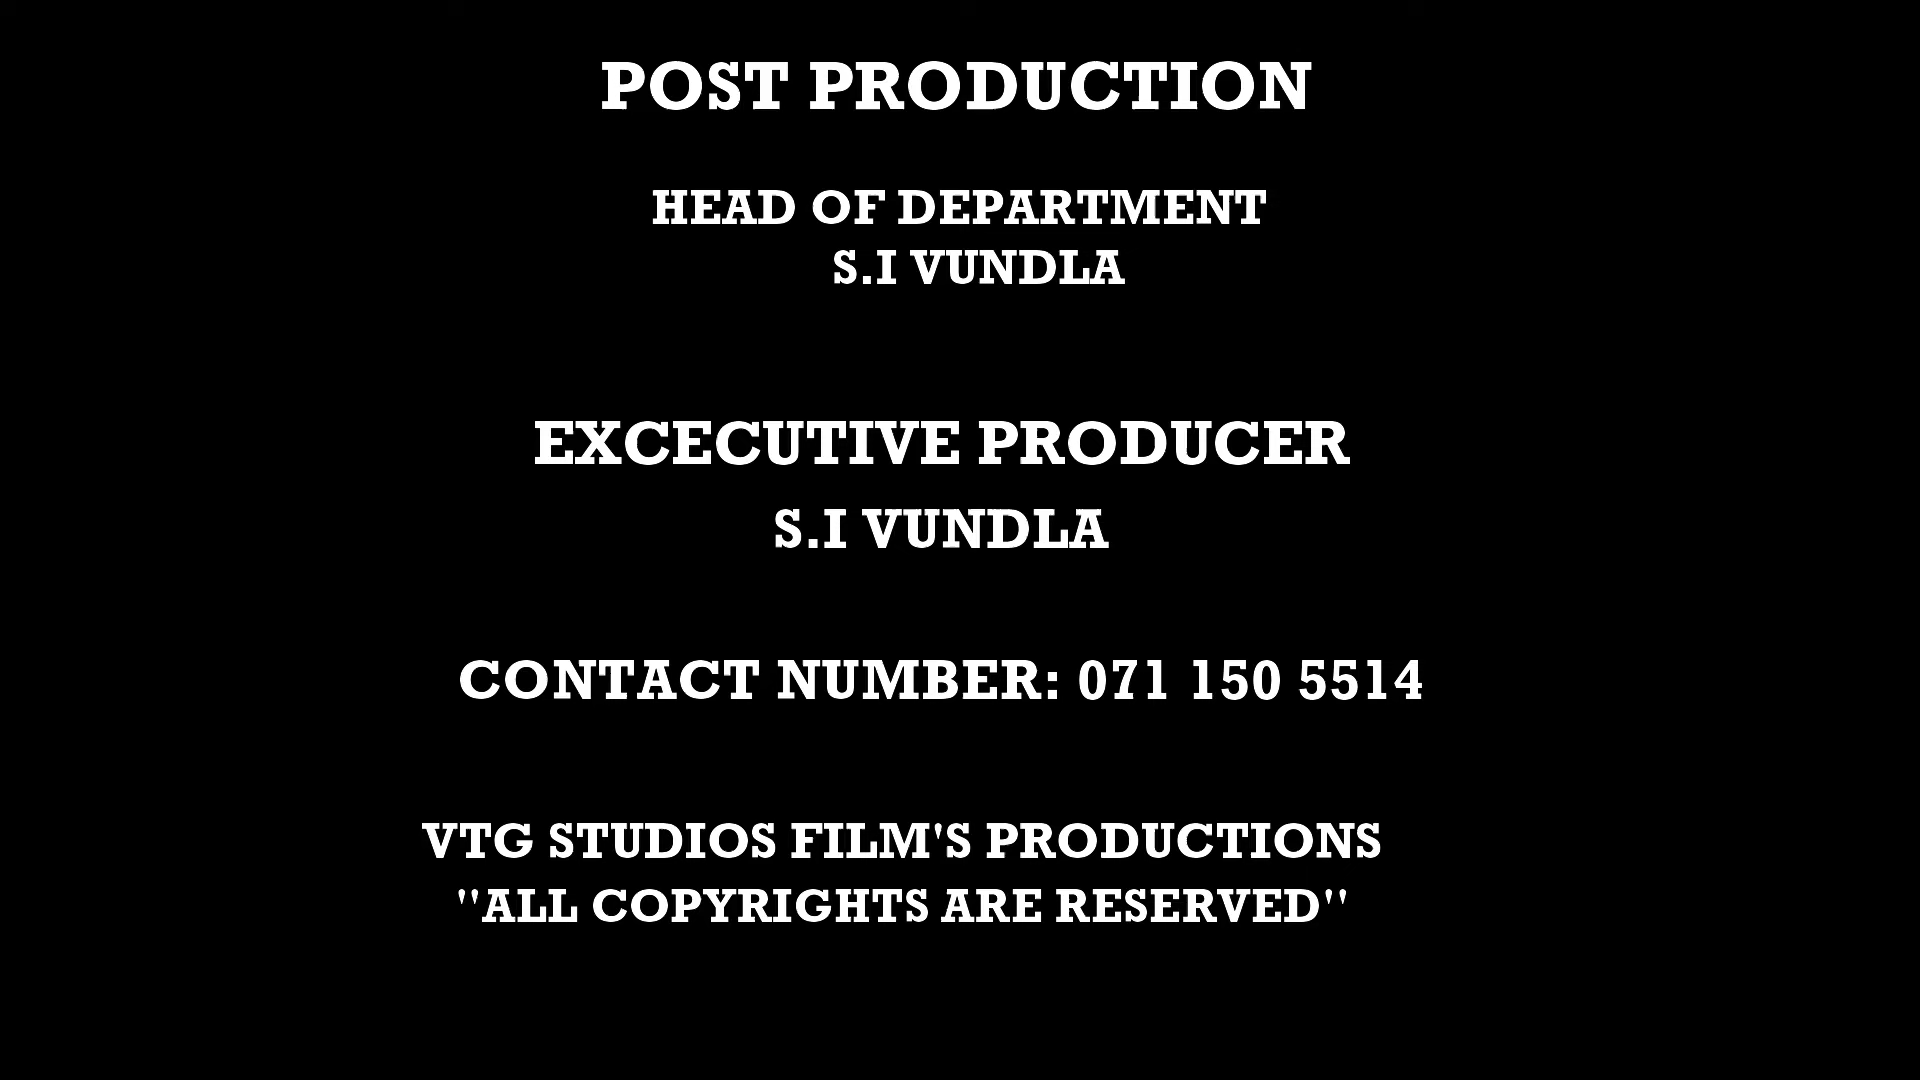 POST PRODUCTION
HEAD OF DEPARTMENT
S.I VUNDLA
EXCECUTIVE PRODUCER
S.I VUNDLA
CONTACT NUMBER: 071 150 5514
VTG STUDIOS FILM'S PRODUCTIONS
"ALL COPYRIGHTS ARE RESERVED"